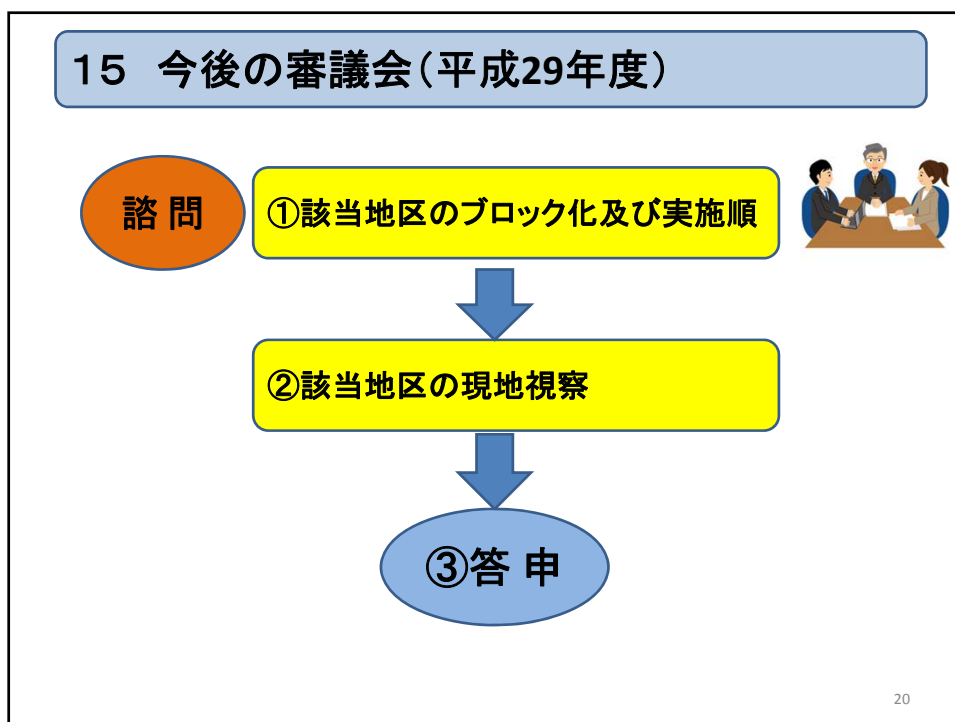 １５　今後の審議会（平成29年度）
諮 問
①該当地区のブロック化及び実施順
②該当地区の現地視察
③答 申
20